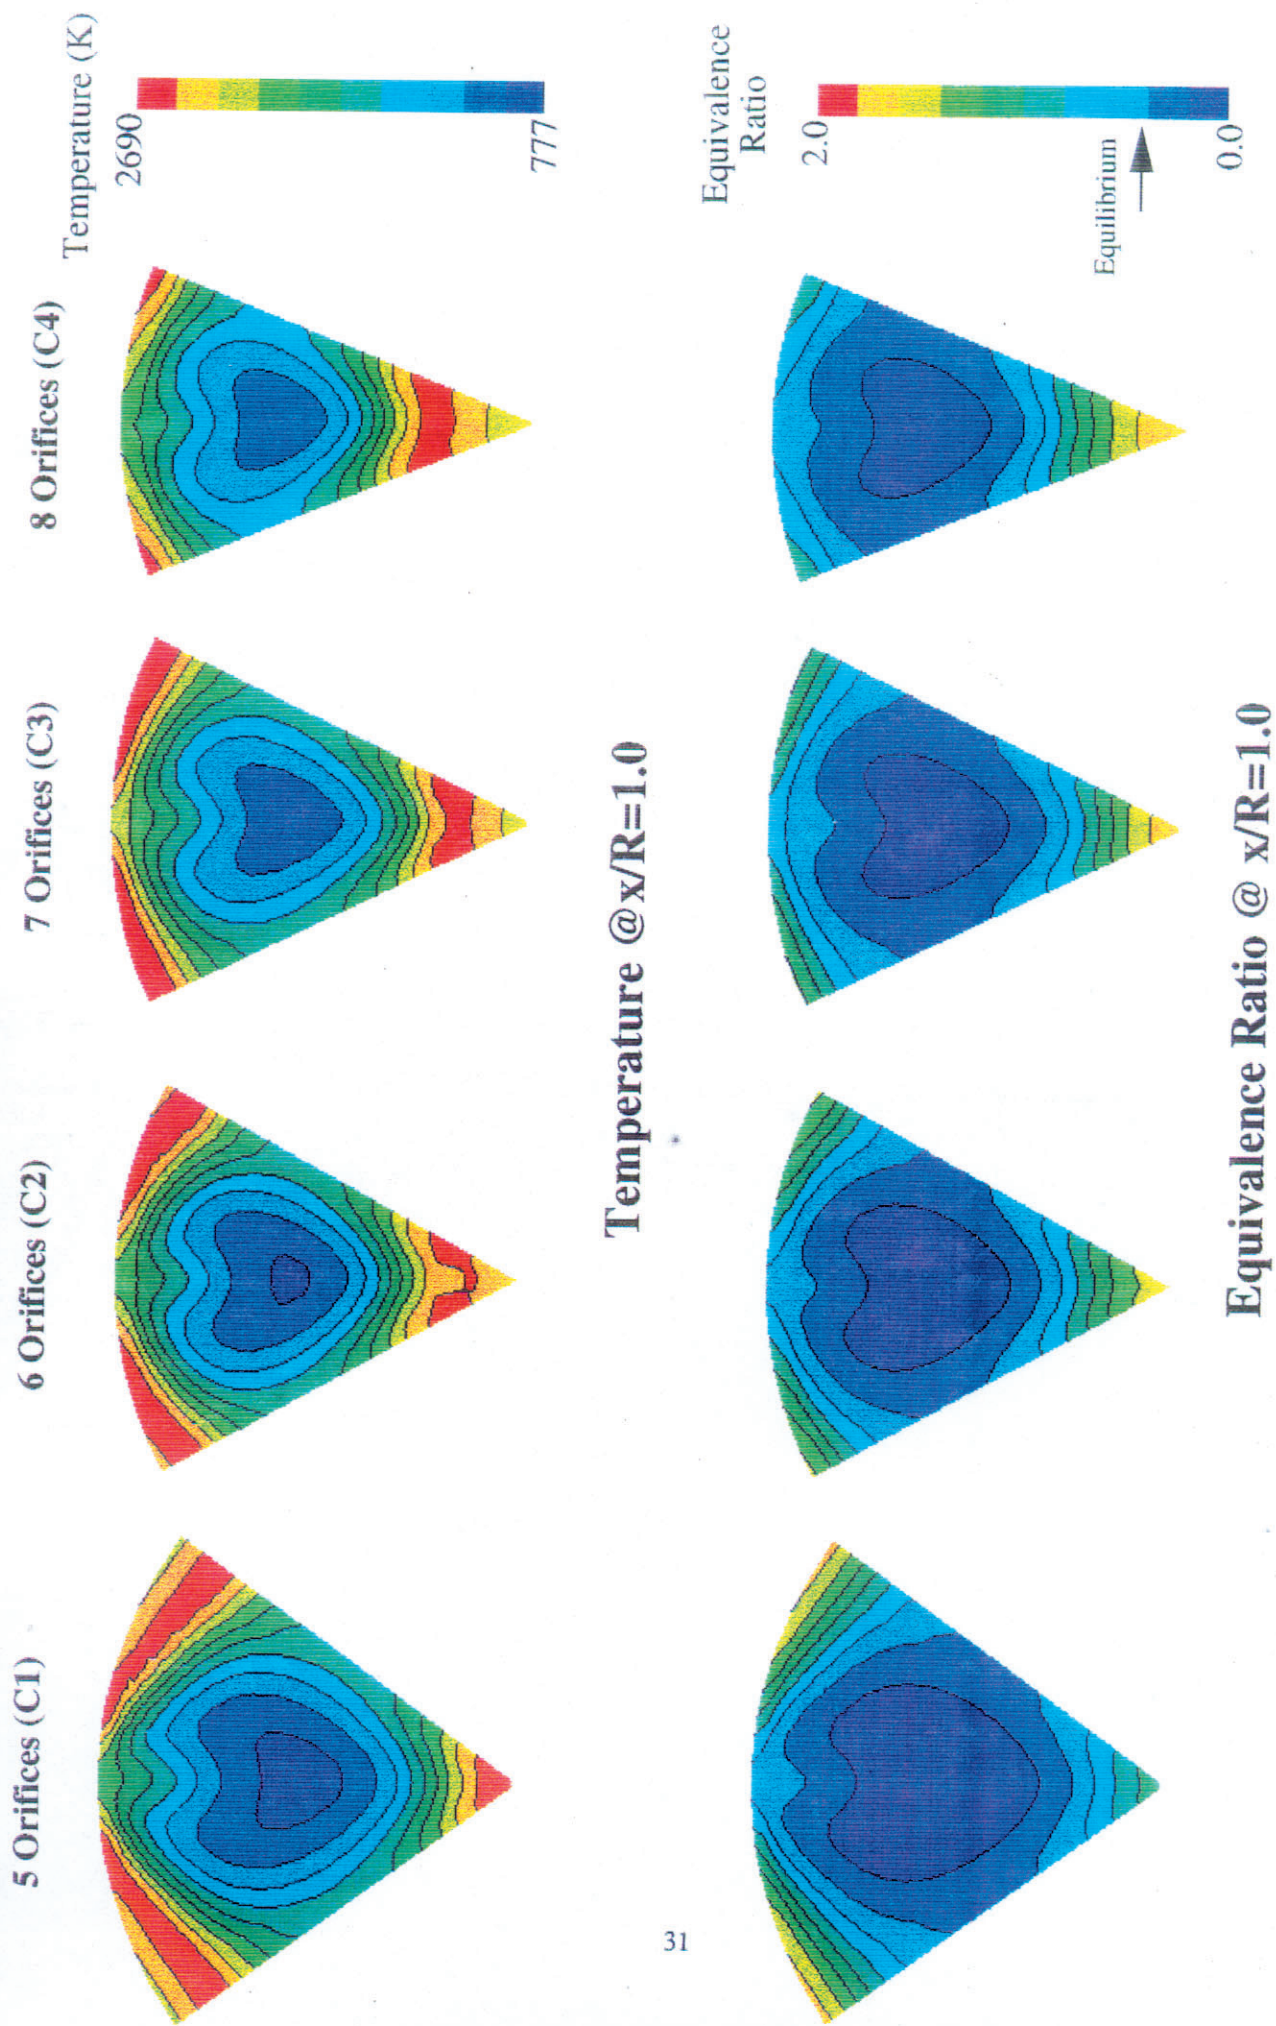 5 Orifices (C1)
6 Orifices (C2)
7 Orifices (C3)
8 Orifices (C4)
Temperature (K)
2690
777
Temperature @x/R=1.0
Equivalence
Ratio
2.0
Equilibrium
0.0
Equivalence Ratio @ x/R=1.0
31